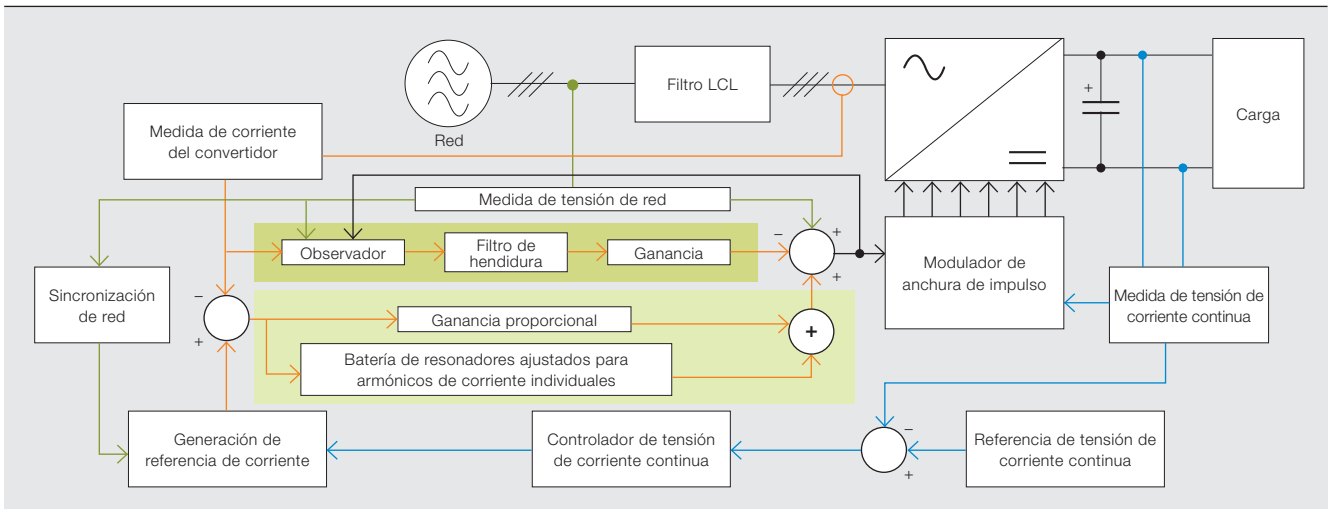 Red
Filtro LCL
+
Carga
Medida de corriente
del convertidor
Medida de tensión de red
Observador
Filtro de
hendidura
Ganancia
−
+
+
Modulador de
anchura de impulso
Medida de tensión de
corriente continua
Sincronización
de red
−
+
Ganancia proporcional
+
Batería de resonadores ajustados para
armónicos de corriente individuales
Generación de
referencia de corriente
Controlador de tensión
de corriente continua
−
+
Referencia de tensión de
corriente continua